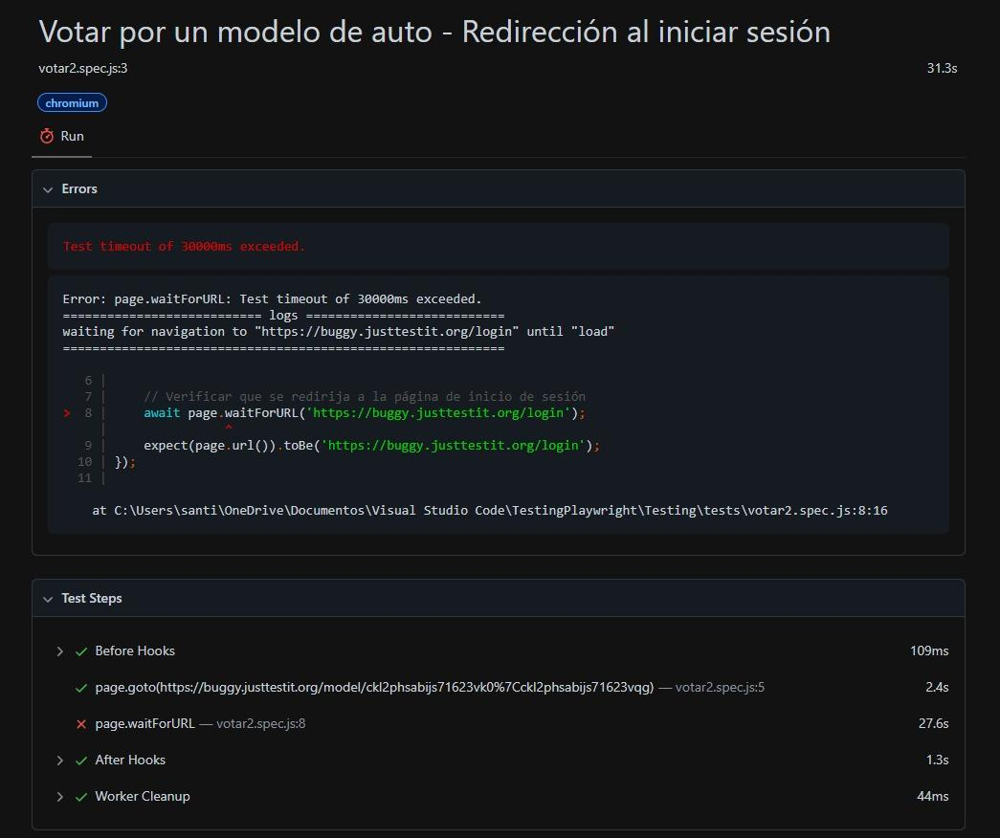 Votar por un modelo de auto - Redirección al iniciar sesión
votar2.spec.js:3 31.3s
chromium
Run
Errors
Test timeout of 30000ms exceeded.
Error: page.waitForURL: Test timeout of 30000ms exceeded.
=========================== logs ===========================
waiting for navigation to "https://buggy.justtestit.org/login" until "load"
============================================================
6 |
7 | // Verificar que se redirija a la página de inicio de sesión
> 8 | await page.waitForURL('https://buggy.justtestit.org/login');
| ^
9 | expect(page.url()).toBe('https://buggy.justtestit.org/login');
10 | });
11 |
at C:\Users\santi\OneDrive\Documentos\Visual Studio Code\TestingPlaywright\Testing\tests\votar2.spec.js:8:16
Test Steps
Before Hooks 109ms
page.goto(https://buggy.justtestit.org/model/ckl2phsabijs71623vk0%7Cckl2phsabijs71623vqg) — votar2.spec.js:5 2.4s
page.waitForURL — votar2.spec.js:8 27.6s
After Hooks 1.3s
Worker Cleanup 44ms